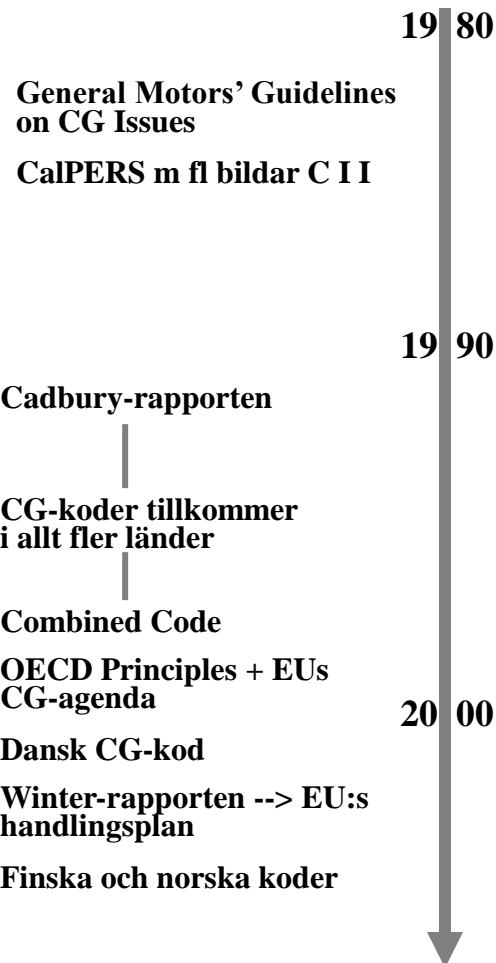 19 80
General Motors’ Guidelines
on CG Issues
CalPERS m fl bildar C I I
19 90
Cadbury-rapporten
CG-koder tillkommer
i allt fler länder
Combined Code
OECD Principles + EUs
CG-agenda
20 00
Dansk CG-kod
Winter-rapporten --> EU:s
handlingsplan
Finska och norska koder